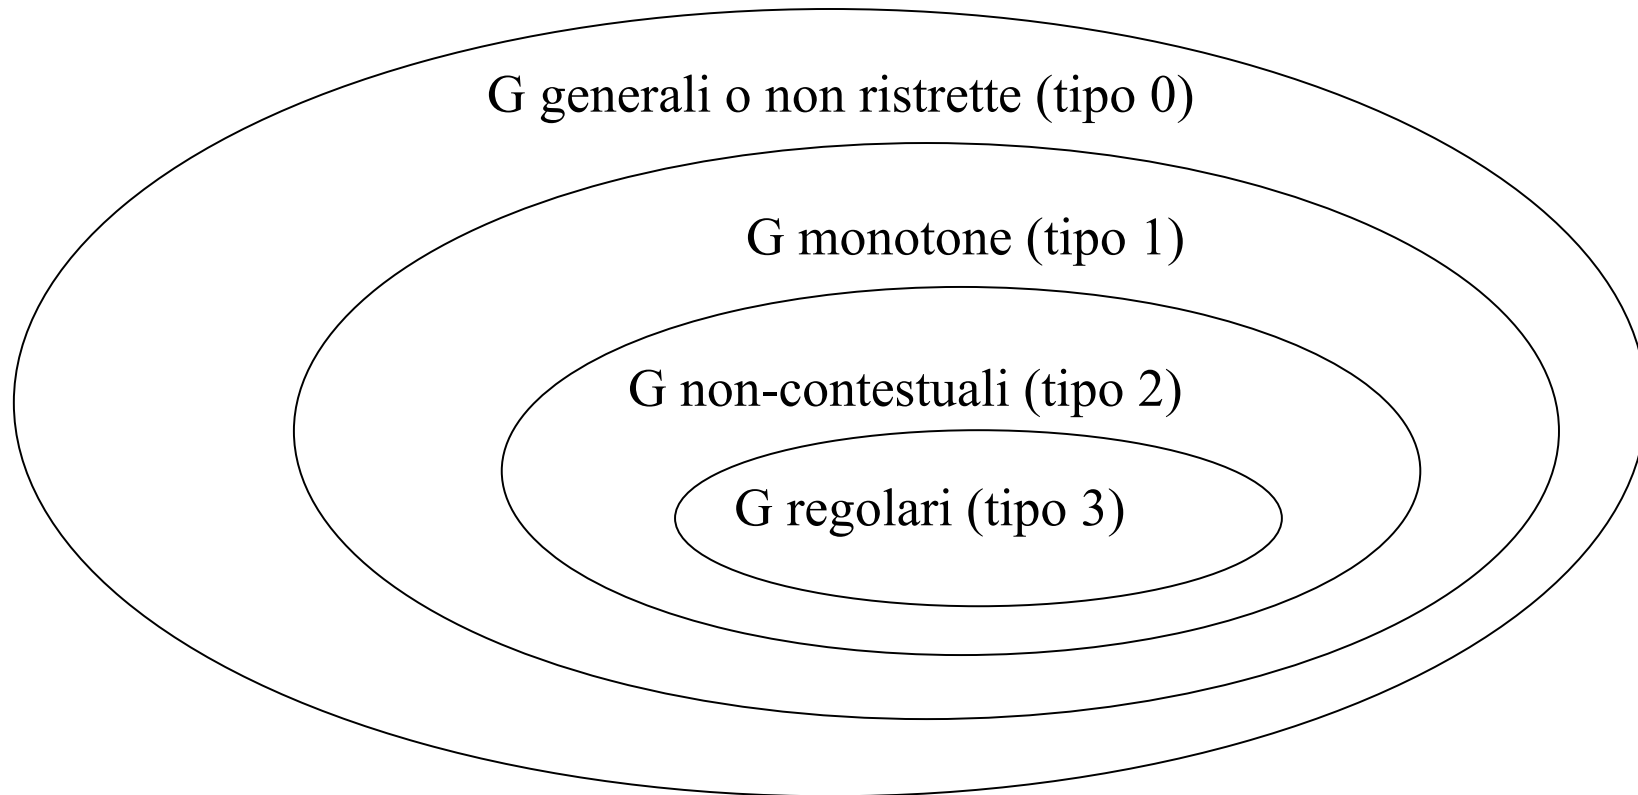 G generali o non ristrette (tipo 0)
G monotone (tipo 1)
G non-contestuali (tipo 2)
G regolari (tipo 3)